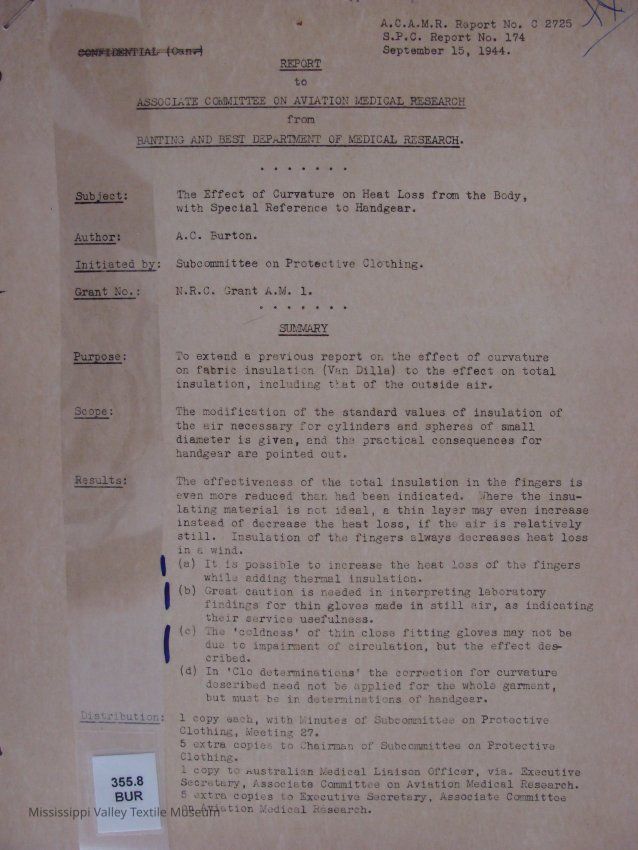 A.C.A.M.R. Report No. C 2725
S.P.C. Report No. 174
September 15, 1944.
CONFIDENTIAL (Can.)
REPORT
to
ASSOCIATE COMMITTEE ON AVIATION MEDICAL RESEARCH
from
BANTING AND BEST DEPARTMENT OF MEDICAL RESEARCH.
. . . . . . .
Subject: The Effect of Curvature on Heat Loss from the Body,
with Special Reference to Handgear.
Author: A.C. Burton.
Initiated by: Subcommittee on Protective Clothing.
Grant No.: N.R.C. Grant A.M. 1.
. . . . . . .
SUMMARY
Purpose: To extend a previous report on the effect of curvature
on fabric insulation (Van Dilla) to the effect on total
insulation, including that of the outside air.
Scope: The modification of the standard values of insulation of
the air necessary for cylinders and spheres of small
diameter is given, and the practical consequences for
handgear are pointed out.
Results: The effectiveness of the total insulation in the fingers is
even more reduced than had been indicated. Where the insu-
lating material is not ideal, a thin layer may even increase
instead of decrease the heat loss, if the air is relatively
still. Insulation of the fingers always decreases heat loss
in a wind.
(a) It is possible to increase the heat loss of the fingers
while adding thermal insulation.
(b) Great caution is needed in interpreting laboratory
findings for thin gloves made in still air, as indicating
their service usefulness.
(c) The 'coldness' of thin close fitting gloves may not be
due to impairment of circulation, but the effect des-
cribed.
(d) In 'Clo determinations' the correction for curvature
described need not be applied for the whole garment,
but must be in determinations of handgear.
Distribution: 1 copy each, with Minutes of Subcommittee on Protective
Clothing, Meeting 27.
5 extra copies to Chairman of Subcommittee on Protective
Clothing.
1 copy to Australian Medical Liaison Officer, via. Executive
Secretary, Associate Committee on Aviation Medical Research.
5 extra copies to Executive Secretary, Associate Committee
on Aviation Medical Research.
355.8
BUR
Mississippi Valley Textile Museum